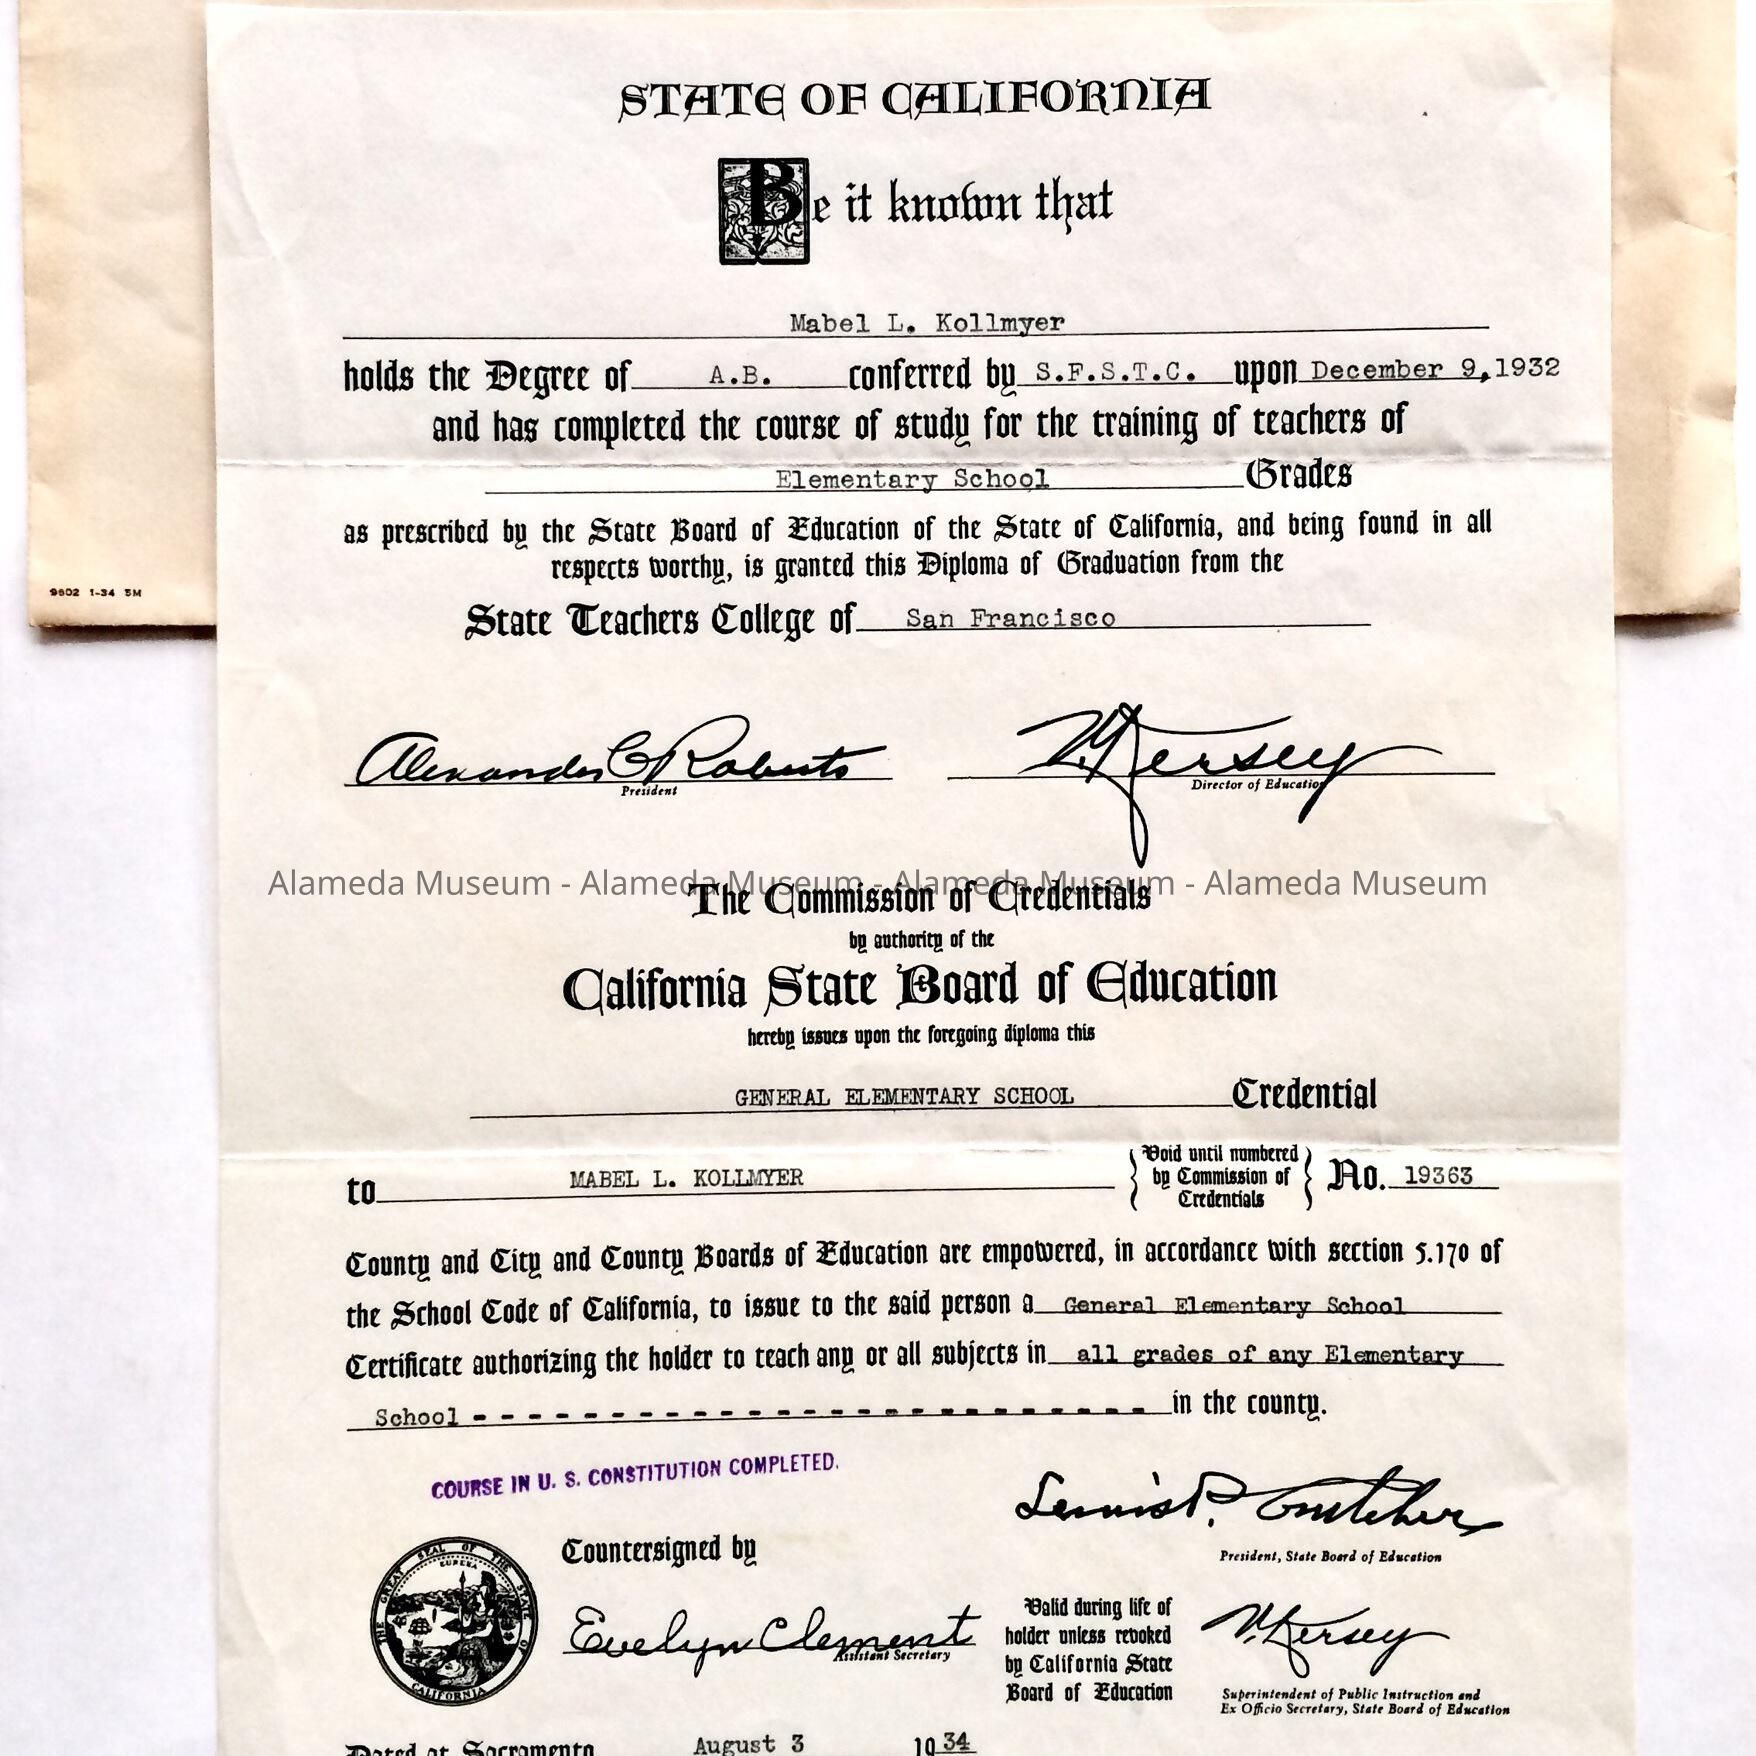 STATE OF CALIFORNIA
Be it known that
Mabel L. Kollmyer
holds the Degree of A.B. conferred by S.F.S.T.C. upon December 9, 1932
and has completed the course of study for the training of teachers of
Elementary School Grades
as prescribed by the State Board of Education of the State of California, and being found in all
respects worthy, is granted this Diploma of Graduation from the
9602 1-34 5M
State Teachers College of San Francisco
Alexander C Roberts
V. Kersey
President
Director of Education
Alameda Museum - Alameda Museum - Alameda Museum - Alameda Museum
The Commission of Credentials
by authority of the
California State Board of Education
hereby issues upon the foregoing diploma this
GENERAL ELEMENTARY SCHOOL Credential
to MABEL L. KOLLMYER { Void until numbered by Commission of Credentials } No. 19363
County and City and County Boards of Education are empowered, in accordance with section 5.170 of
the School Code of California, to issue to the said person a General Elementary School
Certificate authorizing the holder to teach any or all subjects in all grades of any Elementary
School - - - - - - - - - - - - - - - - - - - - - - - - - in the county.
COURSE IN U. S. CONSTITUTION COMPLETED.
President, State Board of Education
Countersigned by
Evelyn Clement
Assistant Secretary
THE GREAT SEAL OF THE STATE OF CALIFORNIA
EUREKA
Valid during life of
holder unless revoked
by California State
Board of Education
V. Kersey
Superintendent of Public Instruction and
Ex Officio Secretary, State Board of Education
Dated at Sacramento August 3 1934